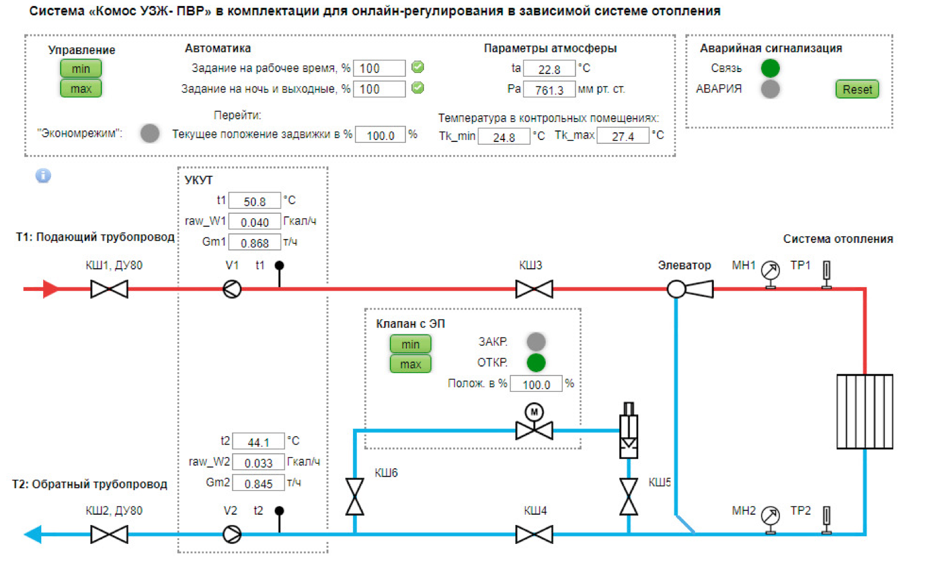 Система «Комос УЗЖ- ПВР» в комплектации для онлайн-регулирования в зависимой системе отопления
Управление
min
max
"Экономрежим":
Автоматика
Задание на рабочее время, % 100
Задание на ночь и выходные, % 100
Перейти:
Текущее положение задвижки в % 100.0 %
Параметры атмосферы
ta 22.8 °C
Pa 761.3 мм рт. ст.
Температура в контрольных помещениях:
Tk_min 24.8 °C Tk_max 27.4 °C
Аварийная сигнализация
Связь
АВАРИЯ
Reset
i
УКУТ
t1 50.8 °C
raw_W1 0.040 Гкал/ч
Gm1 0.868 т/ч
Т1: Подающий трубопровод
Система отопления
КШ1, ДУ80 V1 t1 КШ3 Элеватор МН1 ТР1
Клапан с ЭП
min
max
ЗАКР.
ОТКР.
Полож. в % 100.0 %
M
t2 44.1 °C
raw_W2 0.033 Гкал/ч
Gm2 0.845 т/ч
КШ6
КШ5
Т2: Обратный трубопровод
КШ2, ДУ80 V2 t2 КШ4 МН2 ТР2